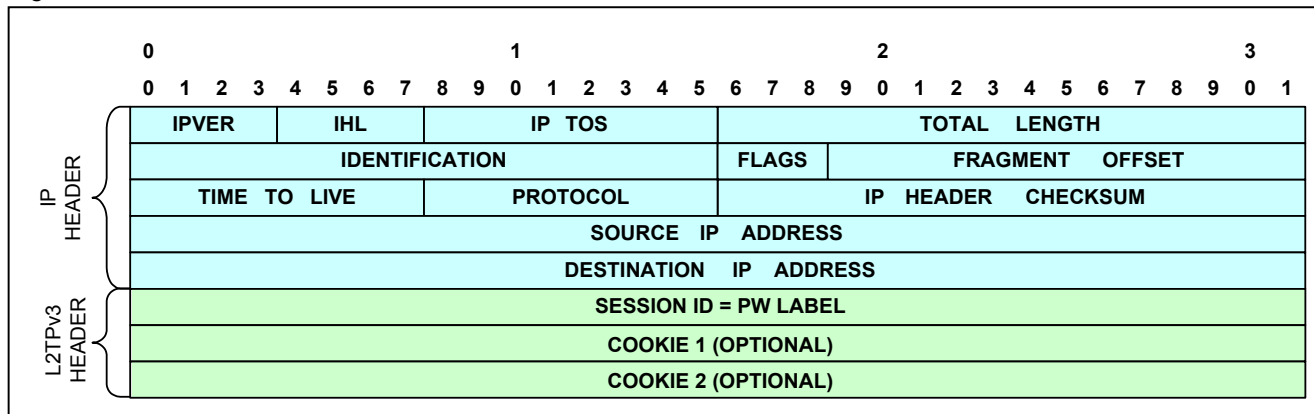 0 1 2 3
0 1 2 3 4 5 6 7 8 9 0 1 2 3 4 5 6 7 8 9 0 1 2 3 4 5 6 7 8 9 0 1
IP HEADER
IPVER IHL IP TOS TOTAL LENGTH
IDENTIFICATION FLAGS FRAGMENT OFFSET
TIME TO LIVE PROTOCOL IP HEADER CHECKSUM
SOURCE IP ADDRESS
DESTINATION IP ADDRESS
L2TPv3 HEADER
SESSION ID = PW LABEL
COOKIE 1 (OPTIONAL)
COOKIE 2 (OPTIONAL)